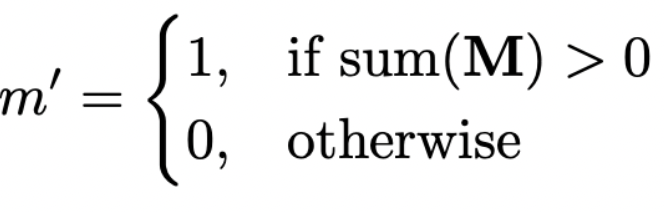 m′ = { 1, if sum(M) > 0
0, otherwise